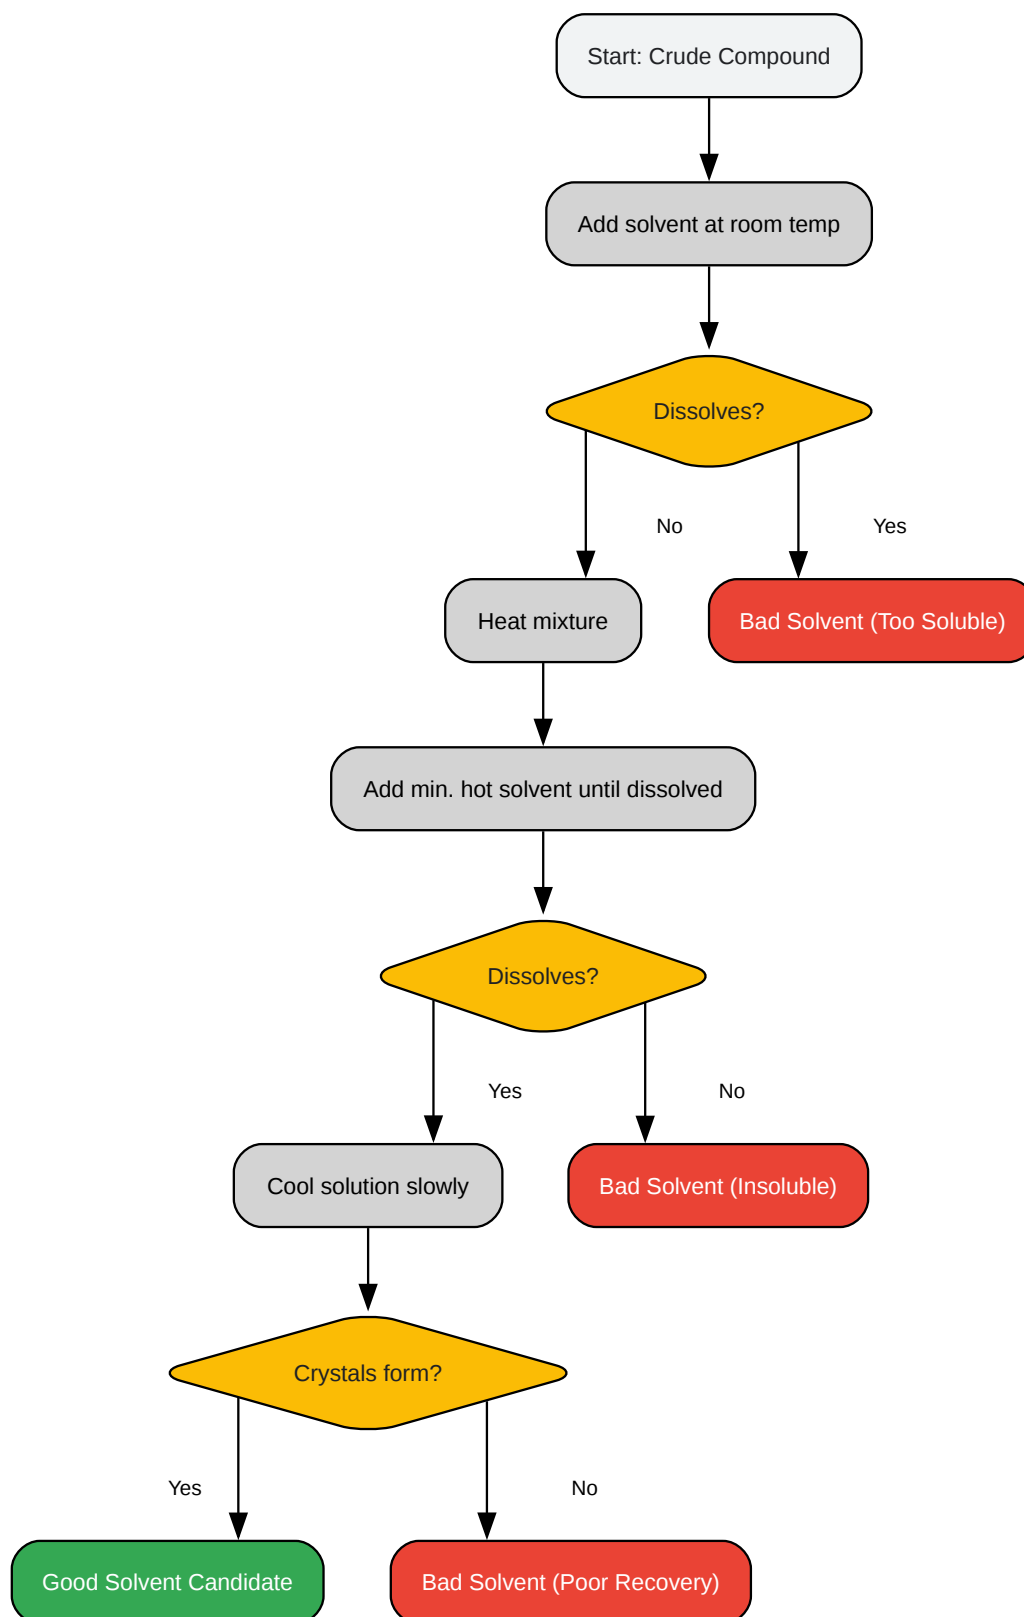 Start: Crude Compound
Add solvent at room temp
Dissolves?
No
Yes
Heat mixture
Bad Solvent (Too Soluble)
Add min. hot solvent until dissolved
Dissolves?
Yes
No
Cool solution slowly
Bad Solvent (Insoluble)
Crystals form?
Yes
No
Good Solvent Candidate
Bad Solvent (Poor Recovery)